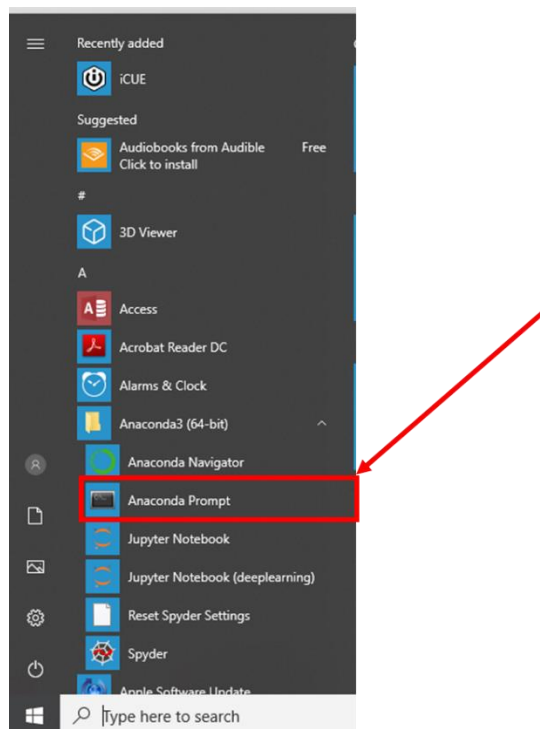 Recently added
iCUE
Suggested
Audiobooks from Audible Free
Click to install
#
3D Viewer
A
Access
Acrobat Reader DC
Alarms & Clock
Anaconda3 (64-bit)
Anaconda Navigator
Anaconda Prompt
Jupyter Notebook
Jupyter Notebook (deeplearning)
Reset Spyder Settings
Spyder
Apple Software Update
Type here to search